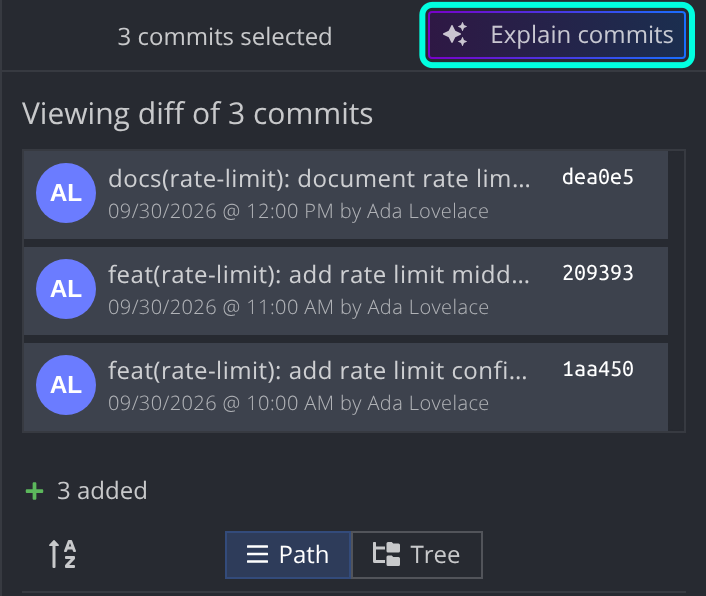 3 commits selected
Explain commits
Viewing diff of 3 commits
AL
docs(rate-limit): document rate lim...
dea0e5
09/30/2026 @ 12:00 PM by Ada Lovelace
AL
feat(rate-limit): add rate limit midd...
209393
09/30/2026 @ 11:00 AM by Ada Lovelace
AL
feat(rate-limit): add rate limit confi...
1aa450
09/30/2026 @ 10:00 AM by Ada Lovelace
+ 3 added
A
Z
Path
Tree